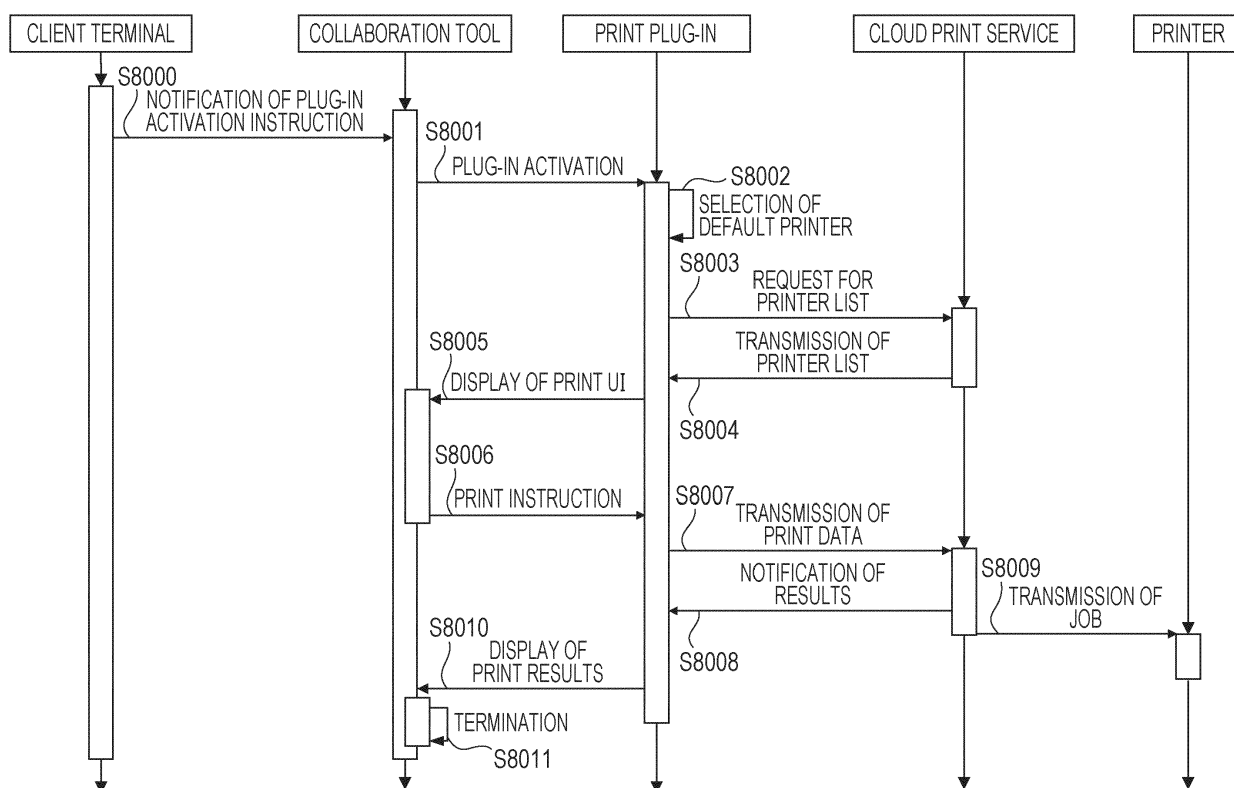 CLIENT TERMINAL
COLLABORATION TOOL
PRINT PLUG-IN
CLOUD PRINT SERVICE
PRINTER
S8000
NOTIFICATION OF PLUG-IN
ACTIVATION INSTRUCTION
S8001
PLUG-IN ACTIVATION
S8002
SELECTION OF
DEFAULT PRINTER
S8003
REQUEST FOR
PRINTER LIST
TRANSMISSION OF
PRINTER LIST
S8004
S8005
DISPLAY OF PRINT UI
S8006
PRINT INSTRUCTION
S8007
TRANSMISSION OF
PRINT DATA
NOTIFICATION OF
RESULTS
S8008
S8009
TRANSMISSION OF
JOB
S8010
DISPLAY OF
PRINT RESULTS
TERMINATION
S8011